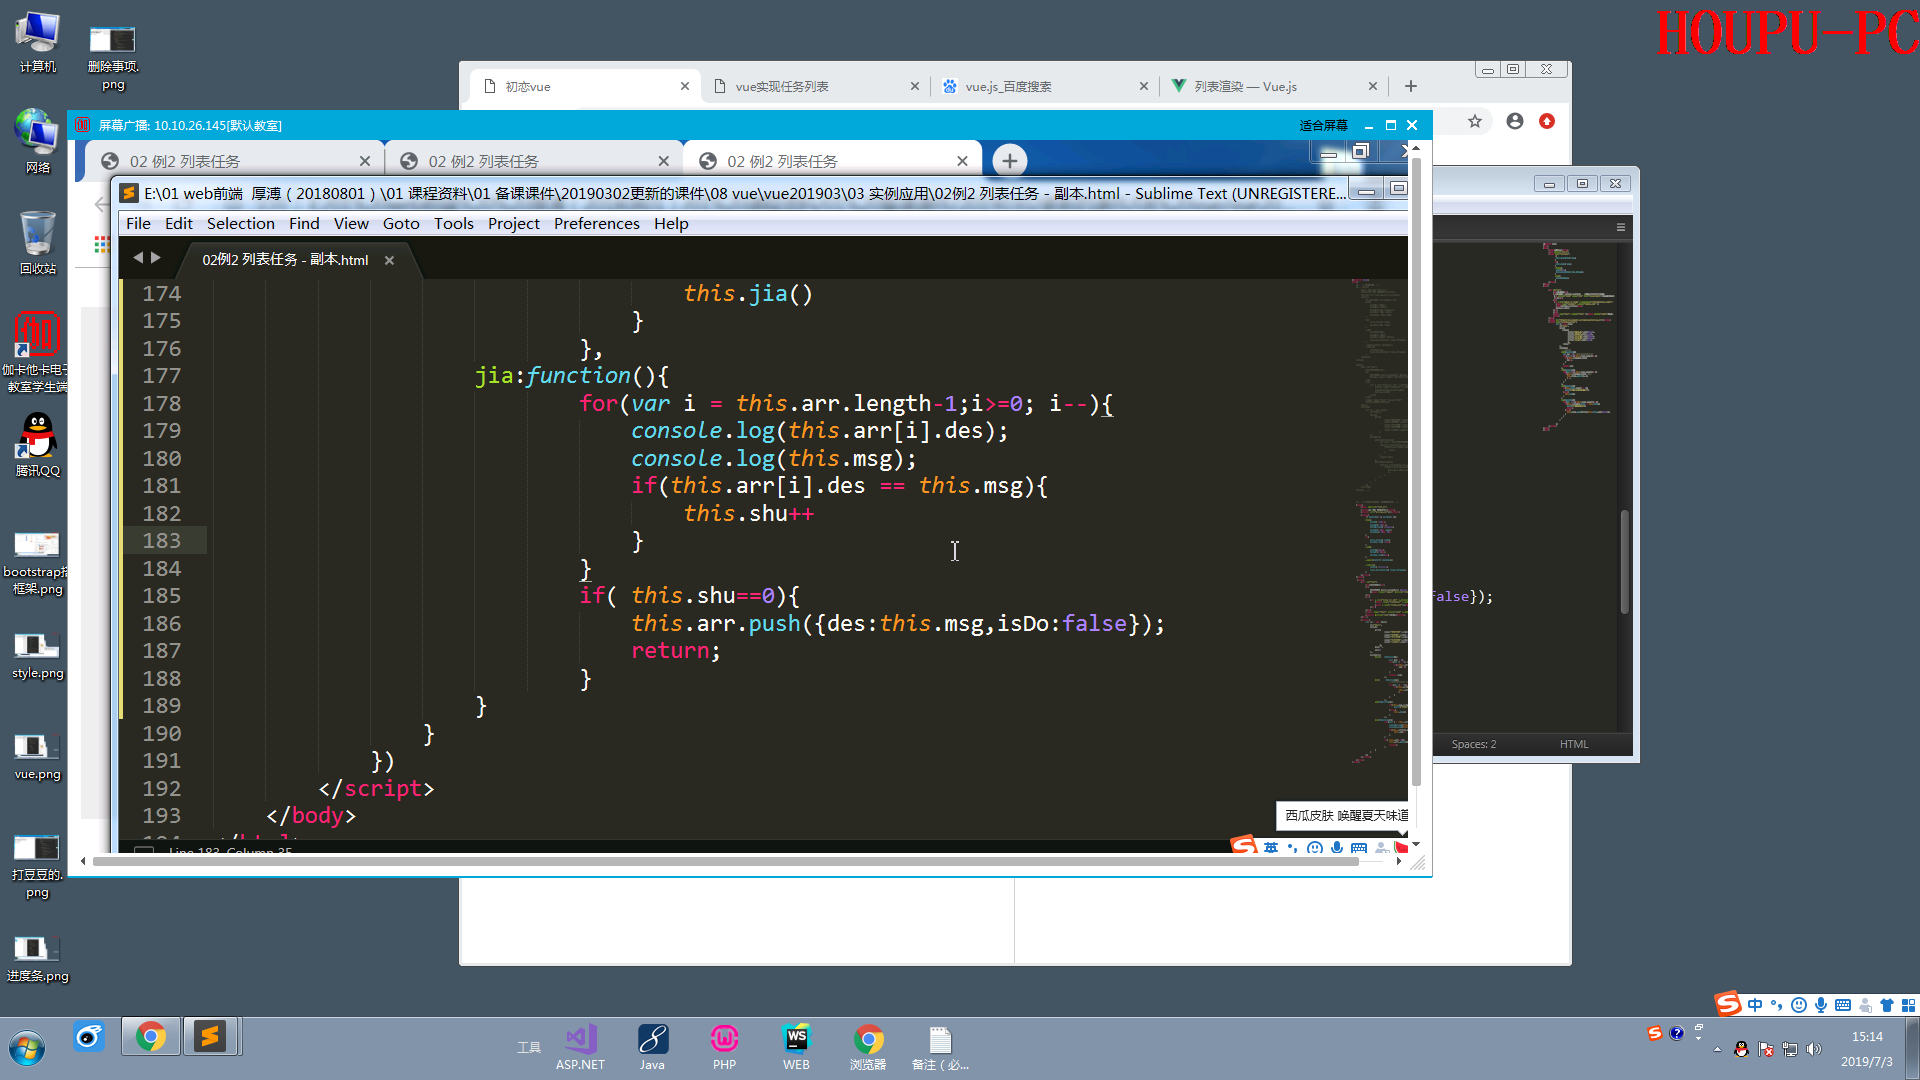 HOUPU-PC
计算机
删除事项.
png
网络
回收站
伽卡他卡电子
教室学生端
腾讯QQ
bootstrap搭
框架.png
style.png
vue.png
打豆豆的.
png
进度条.png
初恋vue
vue实现任务列表
vue.js_百度搜索
列表渲染 — Vue.js
屏幕广播: 10.10.26.145[默认教室]
适合屏幕
02 例2 列表任务
02 例2 列表任务
02 例2 列表任务
E:\01 web前端  厚溥 ( 20180801 ) \01 课程资料\01 备课课件\20190302更新的课件\08 vue\vue201903\03 实例应用\02例2 列表任务 - 副本.html - Sublime Text (UNREGISTERE...
File Edit Selection Find View Goto Tools Project Preferences Help
02例2 列表任务 - 副本.html
174 this.jia()
175 }
176 },
177 jia:function(){
178 for(var i = this.arr.length-1;i>=0; i--){
179 console.log(this.arr[i].des);
180 console.log(this.msg);
181 if(this.arr[i].des == this.msg){
182 this.shu++
183 }
184 }
185 if( this.shu==0){
186 this.arr.push({des:this.msg,isDo:false});
187 return;
188 }
189 }
190 }
191 })
192 </script>
193 </body>
Line 183, Column 35
西瓜皮肤 唤醒夏天味道
英
false});
Spaces: 2
HTML
中
工具
ASP.NET
Java
PHP
WEB
浏览器
备注 ( 必...
15:14
2019/7/3